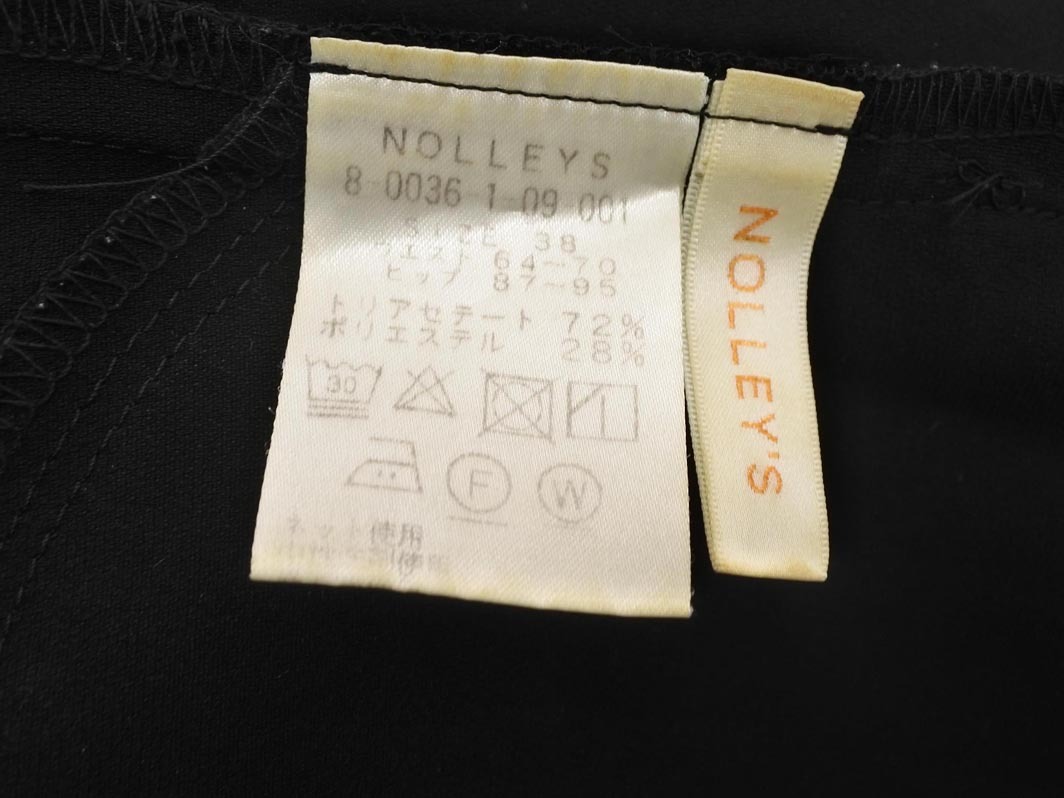 NOLLEYS
8-0036-1-09-001
SIZE 38
ウエスト 64~70
ヒップ 87~95
トリアセテート 72%
ポリエステル 28%
30
F
W
ネット使用
NOLLEY'S